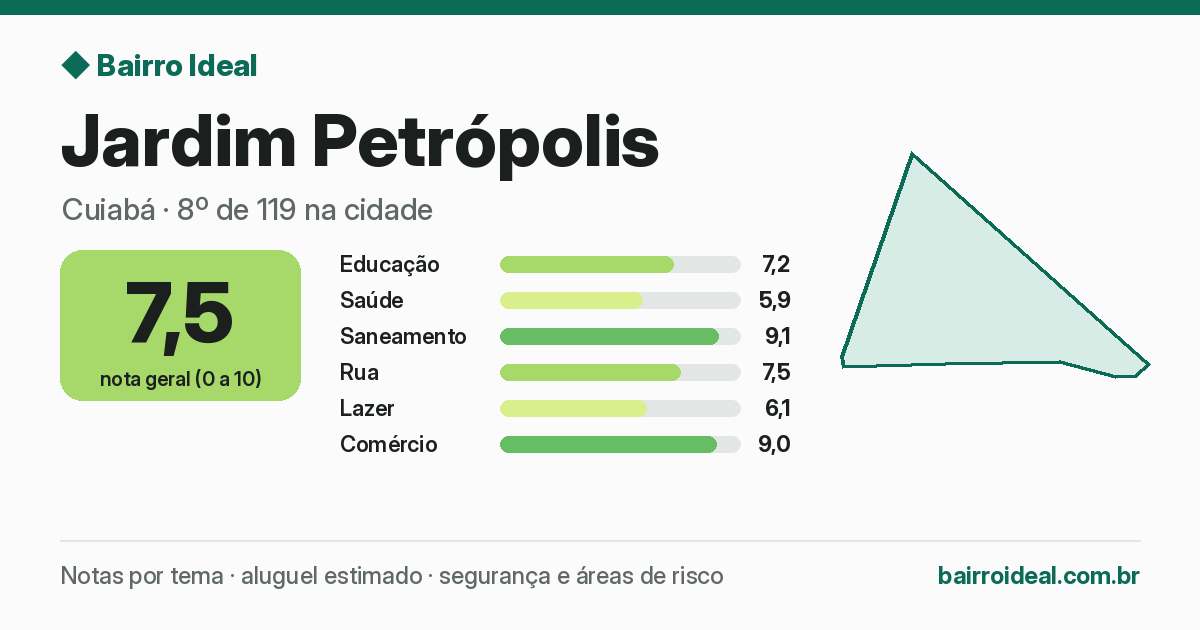 Bairro Ideal
Jardim Petrópolis
Cuiabá · 8º de 119 na cidade
7,5
nota geral (0 a 10)
Educação 7,2
Saúde 5,9
Saneamento 9,1
Rua 7,5
Lazer 6,1
Comércio 9,0
Notas por tema · aluguel estimado · segurança e áreas de risco
bairroideal.com.br